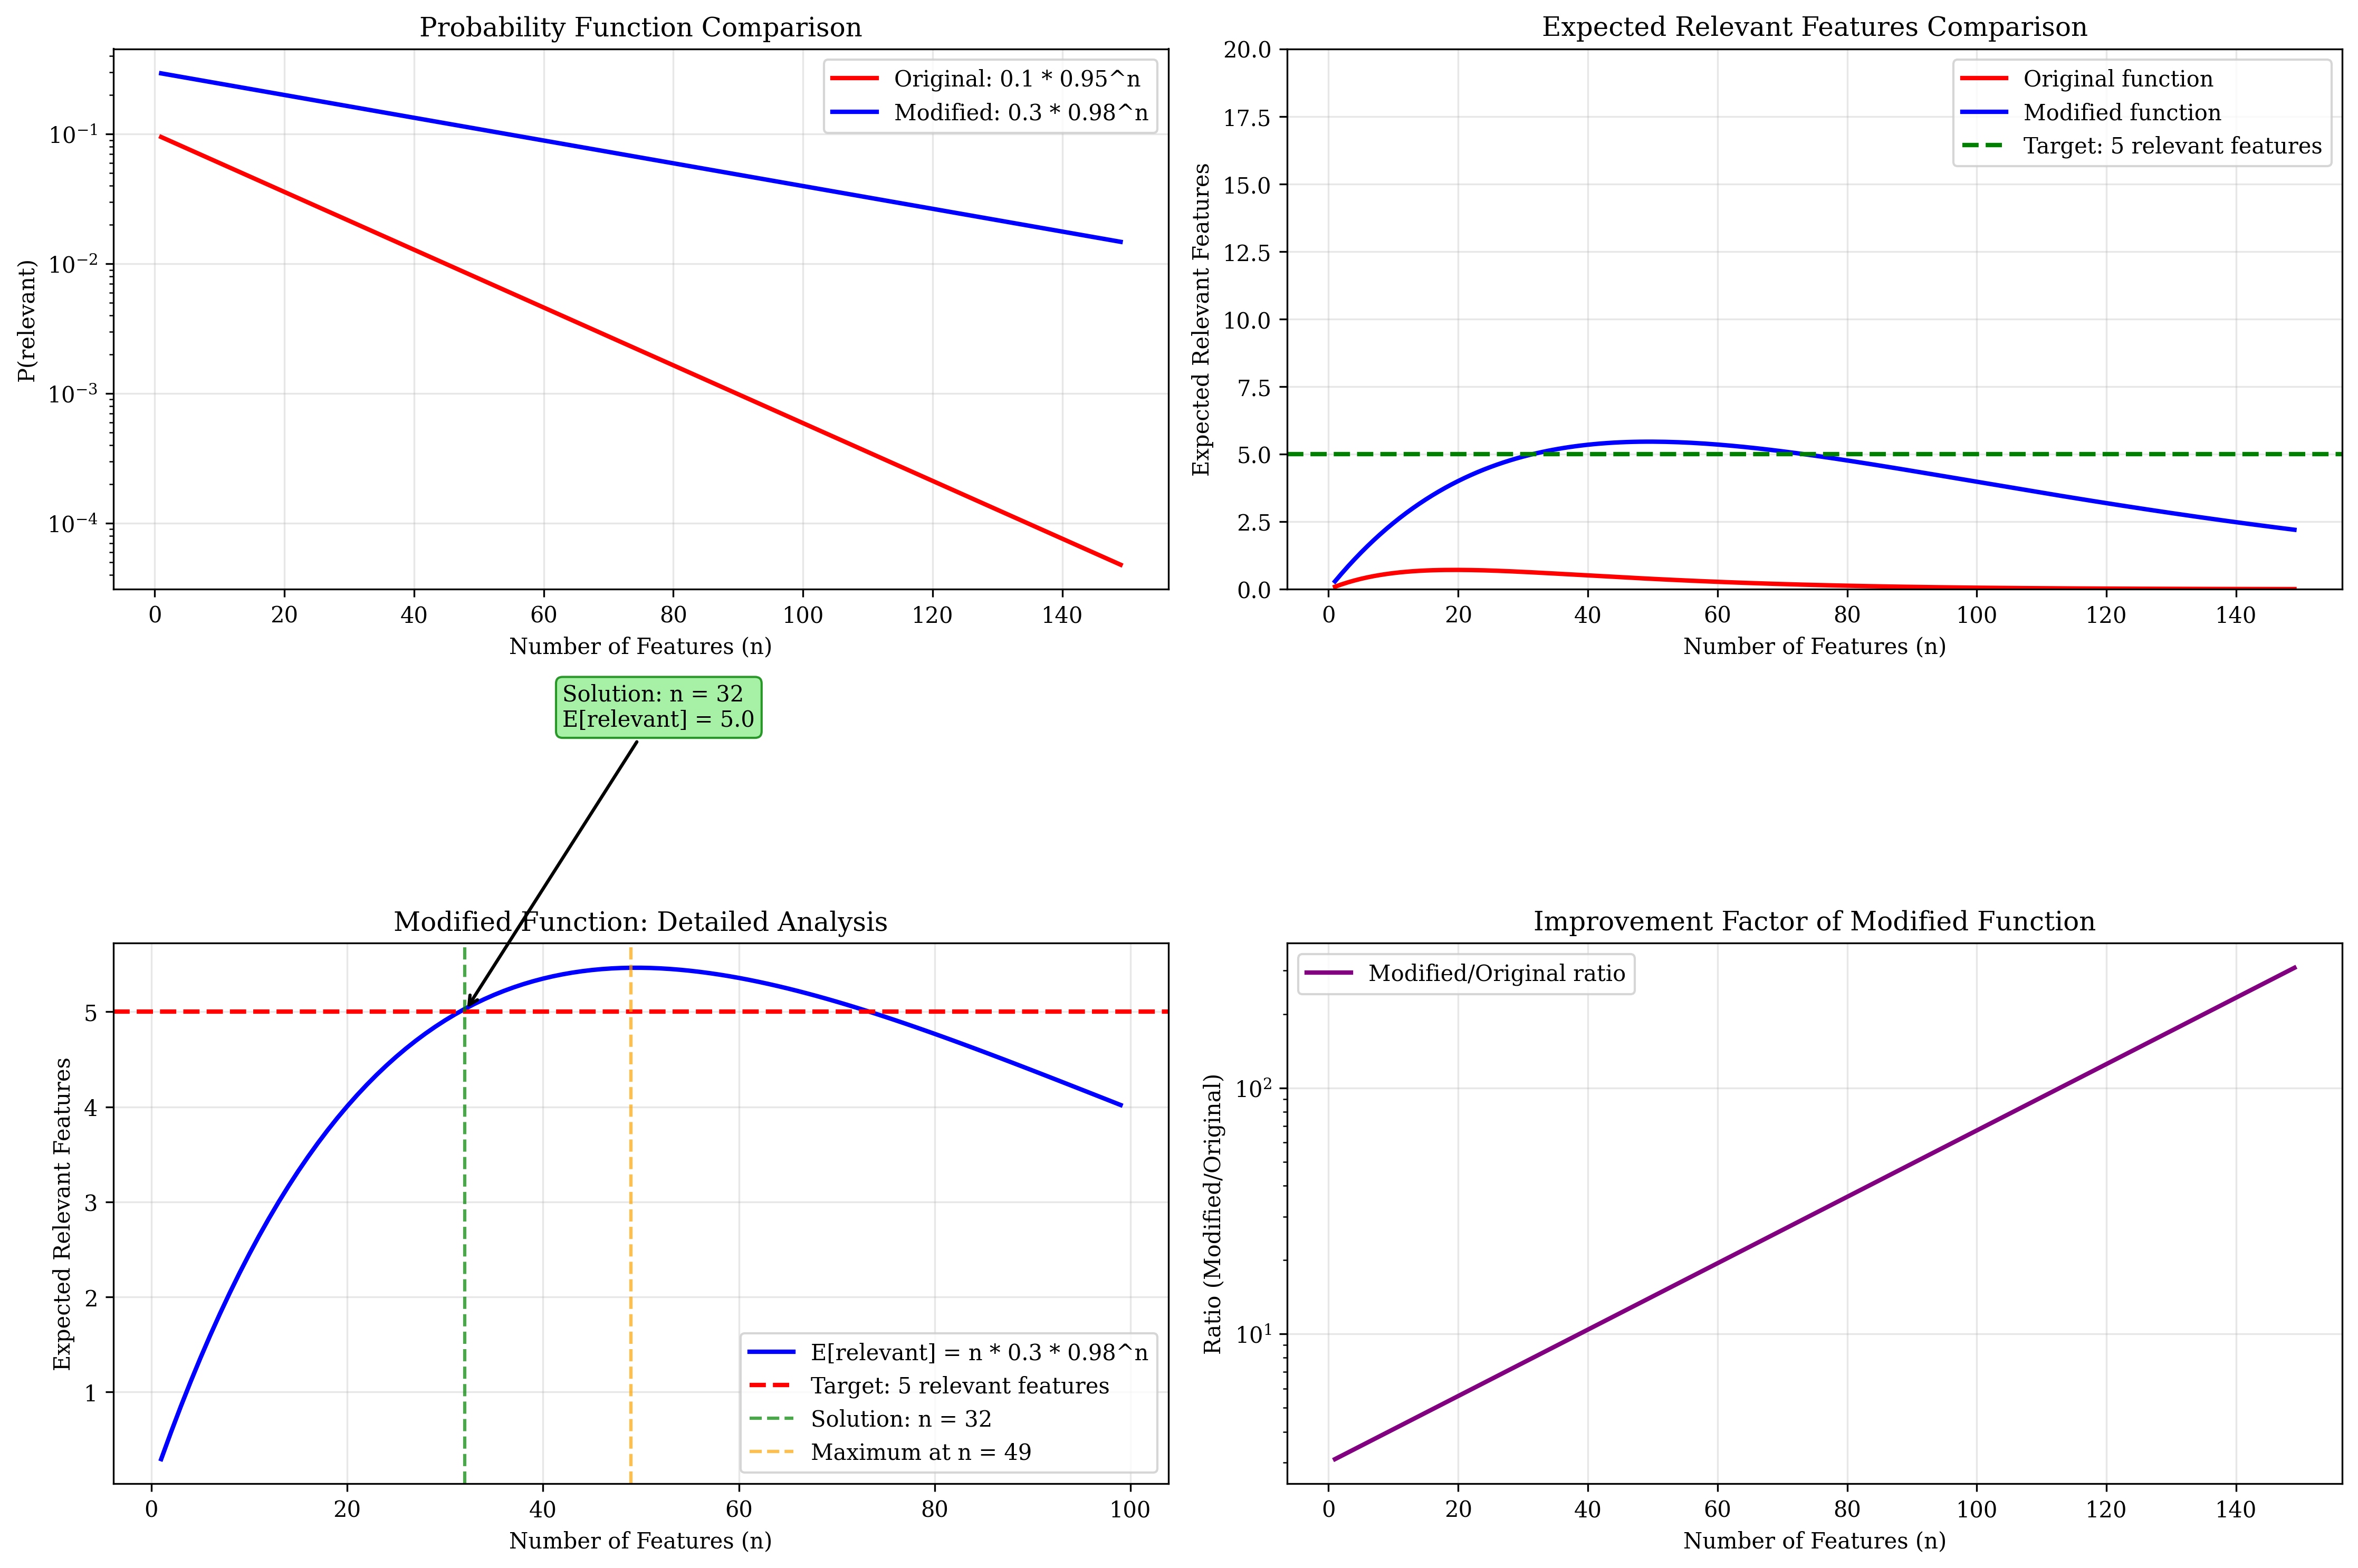 Probability Function Comparison
Original: 0.1 * 0.95^n
Modified: 0.3 * 0.98^n
P(relevant)
10⁻¹
10⁻²
10⁻³
10⁻⁴
0 20 40 60 80 100 120 140
Number of Features (n)
Expected Relevant Features Comparison
Original function
Modified function
Target: 5 relevant features
Expected Relevant Features
20.0
17.5
15.0
12.5
10.0
7.5
5.0
2.5
0.0
0 20 40 60 80 100 120 140
Number of Features (n)
Solution: n = 32
E[relevant] = 5.0
Modified Function: Detailed Analysis
Expected Relevant Features
5
4
3
2
1
E[relevant] = n * 0.3 * 0.98^n
Target: 5 relevant features
Solution: n = 32
Maximum at n = 49
0 20 40 60 80 100
Number of Features (n)
Improvement Factor of Modified Function
Modified/Original ratio
Ratio (Modified/Original)
10²
10¹
0 20 40 60 80 100 120 140
Number of Features (n)